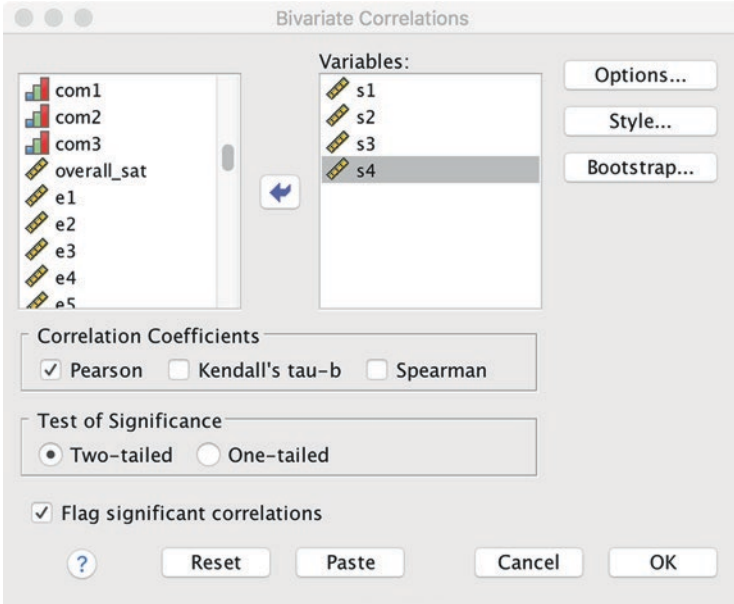 Bivariate Correlations
com1
com2
com3
overall_sat
e1
e2
e3
e4
e5
Variables:
s1
s2
s3
s4
Options...
Style...
Bootstrap...
Correlation Coefficients
Pearson Kendall's tau-b Spearman
Test of Significance
Two-tailed One-tailed
Flag significant correlations
? Reset Paste Cancel OK